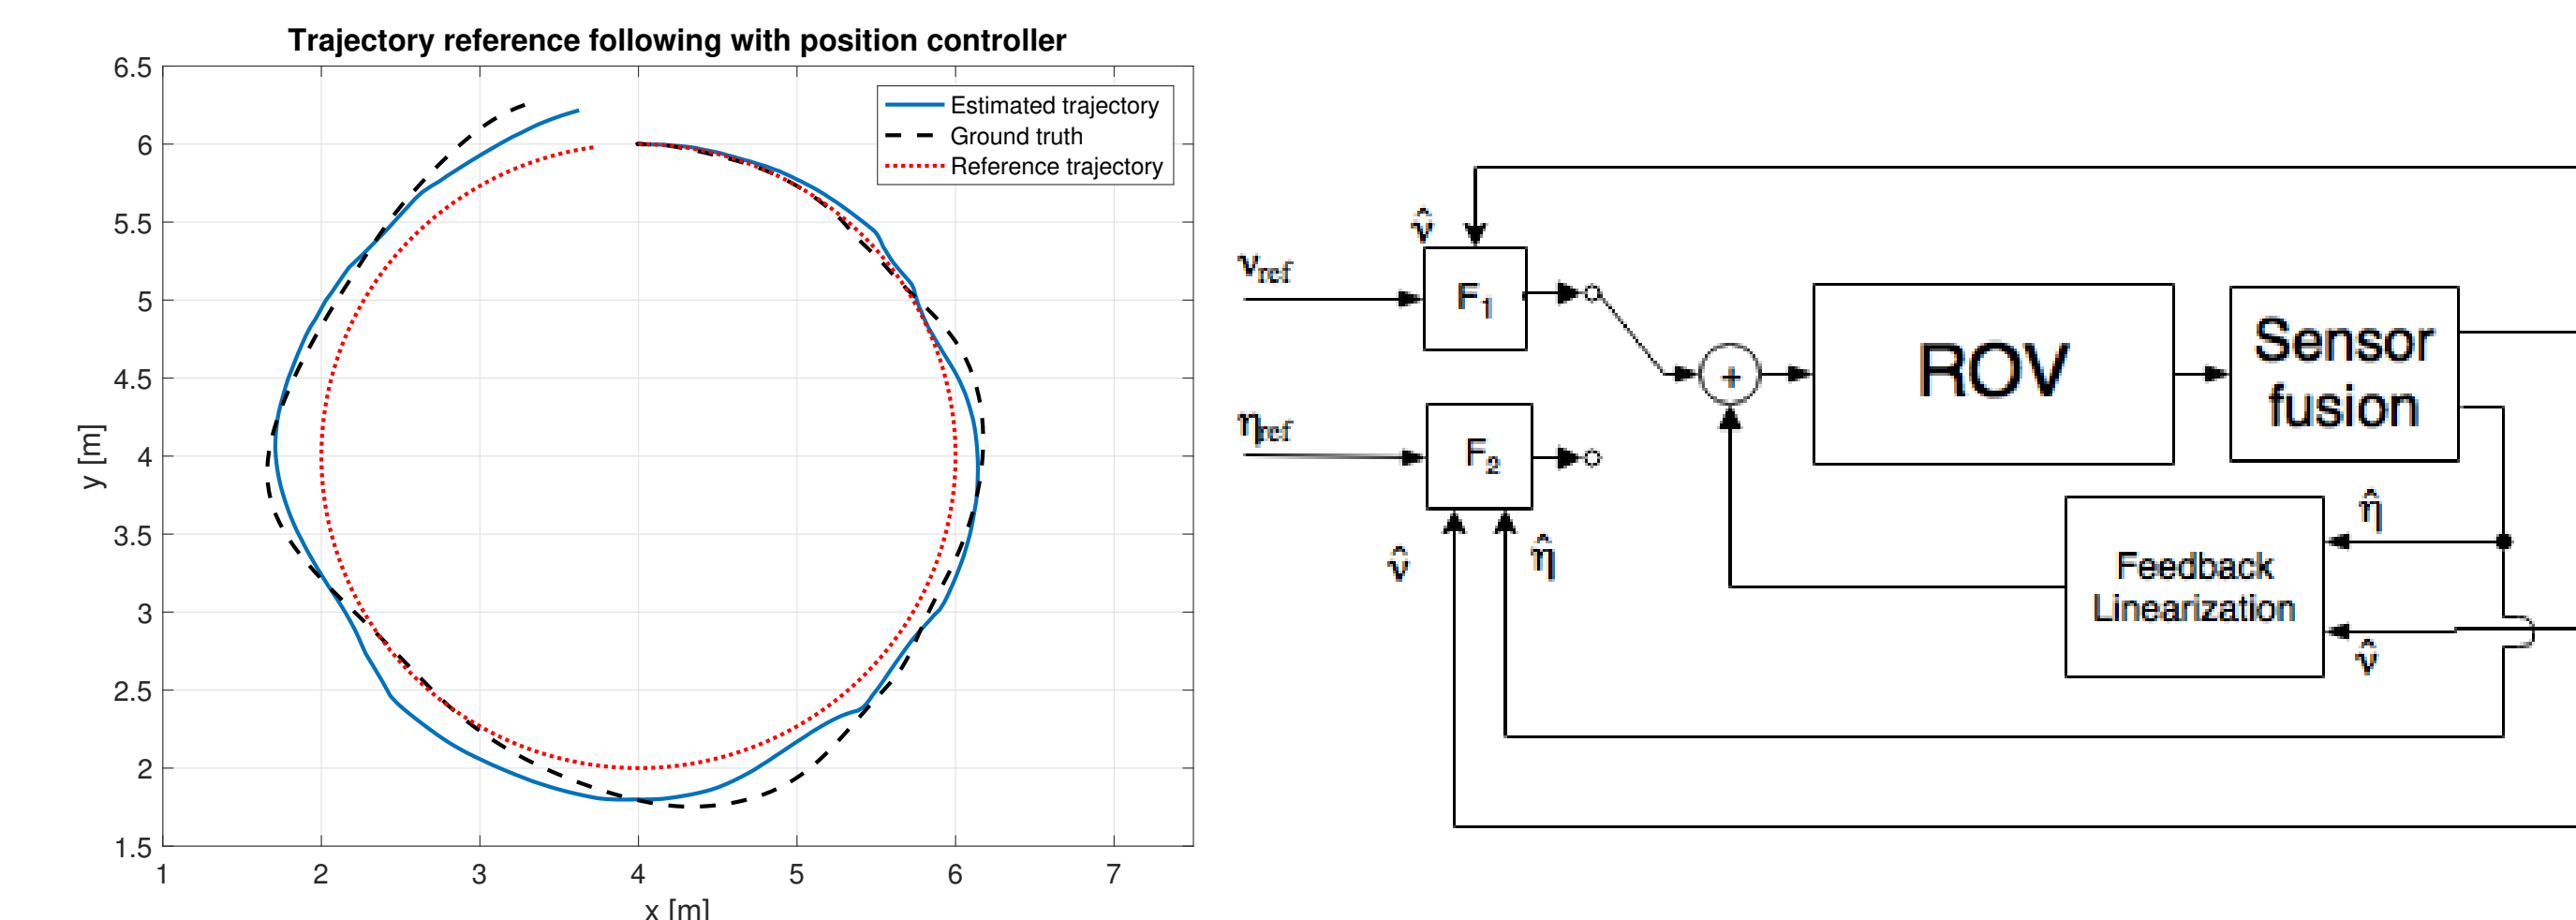 Trajectory reference following with position controller
6.5
6
5.5
5
4.5
4
3.5
3
2.5
2
1.5
y [m]
1 2 3 4 5 6 7
x [m]
Estimated trajectory
Ground truth
Reference trajectory
ν̂
νref
F1
ηref
F2
ν̂
η̂
+
ROV
Sensor
fusion
Feedback
Linearization
η̂
ν̂